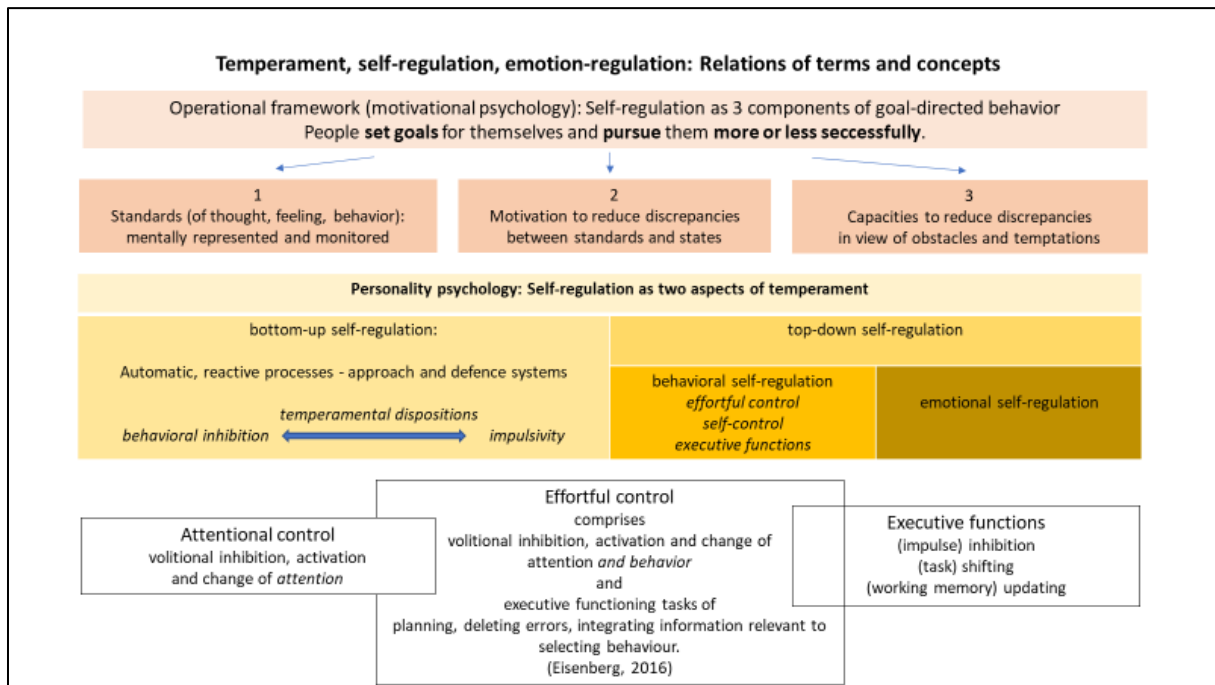 Temperament, self-regulation, emotion-regulation: Relations of terms and concepts
Operational framework (motivational psychology): Self-regulation as 3 components of goal-directed behavior
People set goals for themselves and pursue them more or less seccessfully.
1
Standards (of thought, feeling, behavior):
mentally represented and monitored
2
Motivation to reduce discrepancies
between standards and states
3
Capacities to reduce discrepancies
in view of obstacles and temptations
Personality psychology: Self-regulation as two aspects of temperament
bottom-up self-regulation:
Automatic, reactive processes - approach and defence systems
temperamental dispositions
behavioral inhibition
impulsivity
top-down self-regulation
behavioral self-regulation
effortful control
self-control
executive functions
emotional self-regulation
Attentional control
volitional inhibition, activation
and change of attention
Effortful control
comprises
volitional inhibition, activation and change of
attention and behavior
and
executive functioning tasks of
planning, deleting errors, integrating information relevant to
selecting behaviour.
(Eisenberg, 2016)
Executive functions
(impulse) inhibition
(task) shifting
(working memory) updating